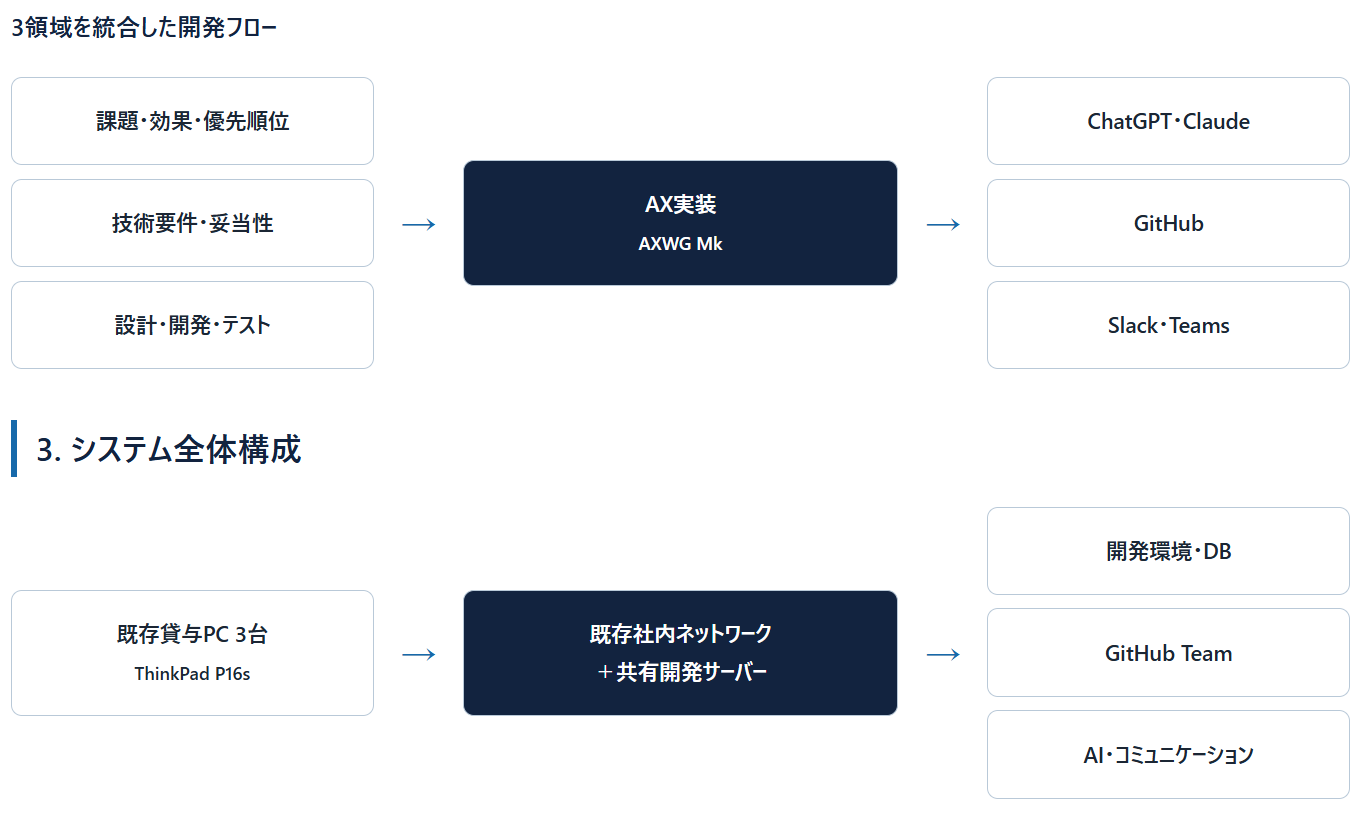 3領域を統合した開発フロー
課題・効果・優先順位
技術要件・妥当性
設計・開発・テスト
→
AX実装
AXWG Mk
→
ChatGPT・Claude
GitHub
Slack・Teams
3. システム全体構成
既存貸与PC 3台
ThinkPad P16s
→
既存社内ネットワーク
＋共有開発サーバー
→
開発環境・DB
GitHub Team
AI・コミュニケーション